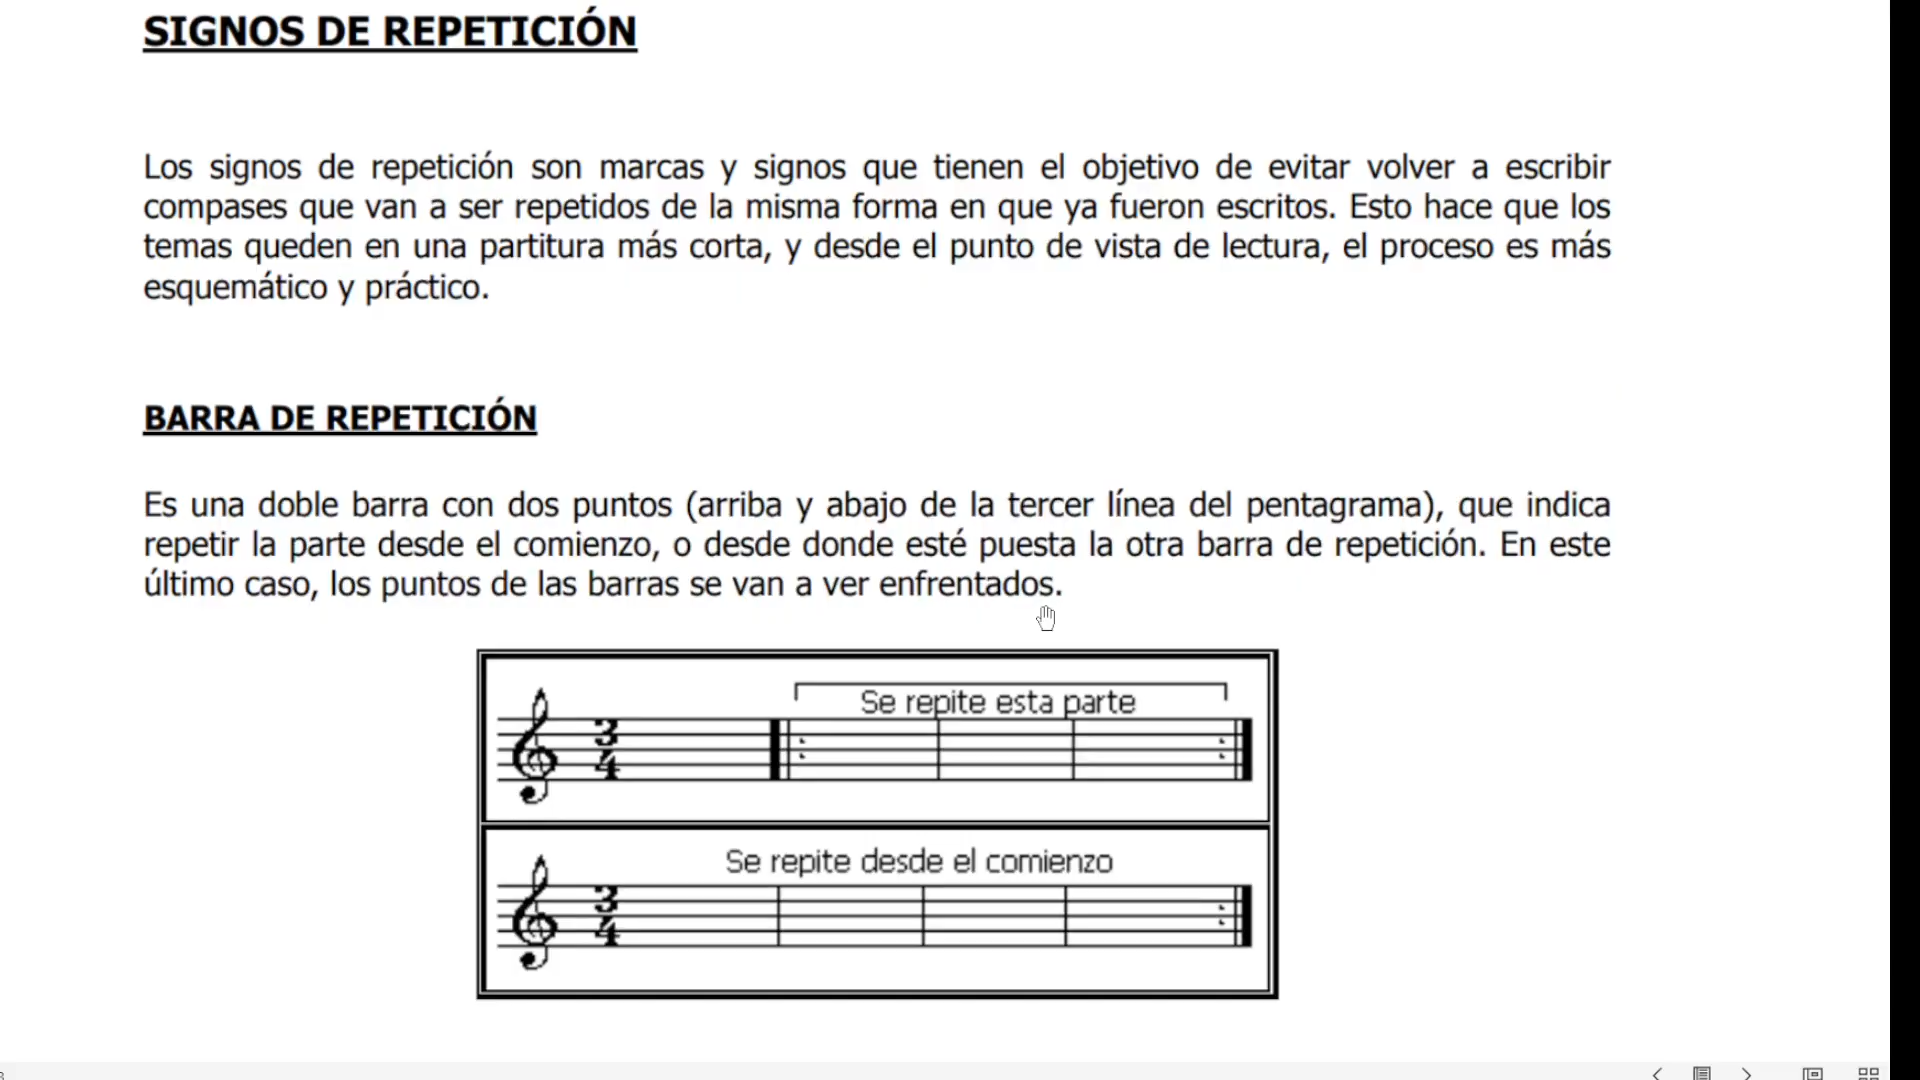 SIGNOS DE REPETICIÓN
Los signos de repetición son marcas y signos que tienen el objetivo de evitar volver a escribir
compases que van a ser repetidos de la misma forma en que ya fueron escritos. Esto hace que los
temas queden en una partitura más corta, y desde el punto de vista de lectura, el proceso es más
esquemático y práctico.
BARRA DE REPETICIÓN
Es una doble barra con dos puntos (arriba y abajo de la tercer línea del pentagrama), que indica
repetir la parte desde el comienzo, o desde donde esté puesta la otra barra de repetición. En este
último caso, los puntos de las barras se van a ver enfrentados.
Se repite esta parte
3
4
Se repite desde el comienzo
3
4